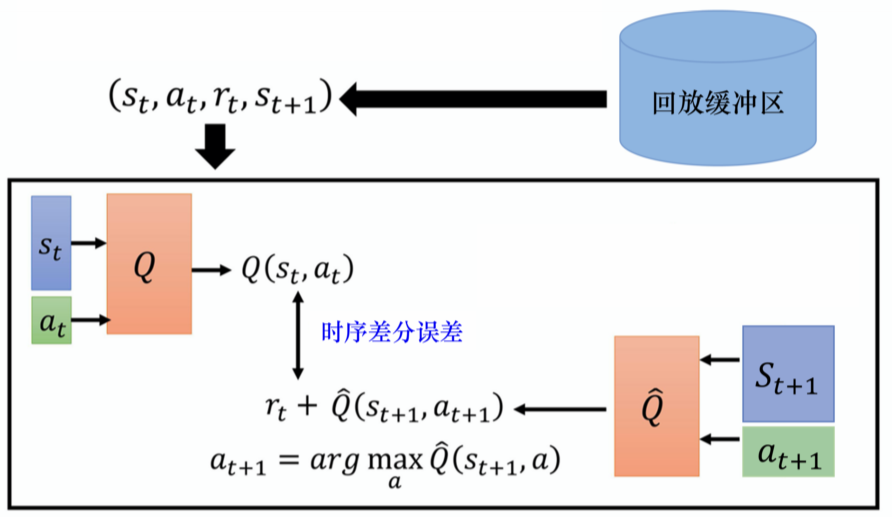 (s_t, a_t, r_t, s_{t+1})
回放缓冲区
s_t
Q
Q(s_t, a_t)
a_t
时序差分误差
r_t + Q̂(s_{t+1}, a_{t+1})
Q̂
S_{t+1}
a_{t+1}
a_{t+1} = arg max_a Q̂(s_{t+1}, a)